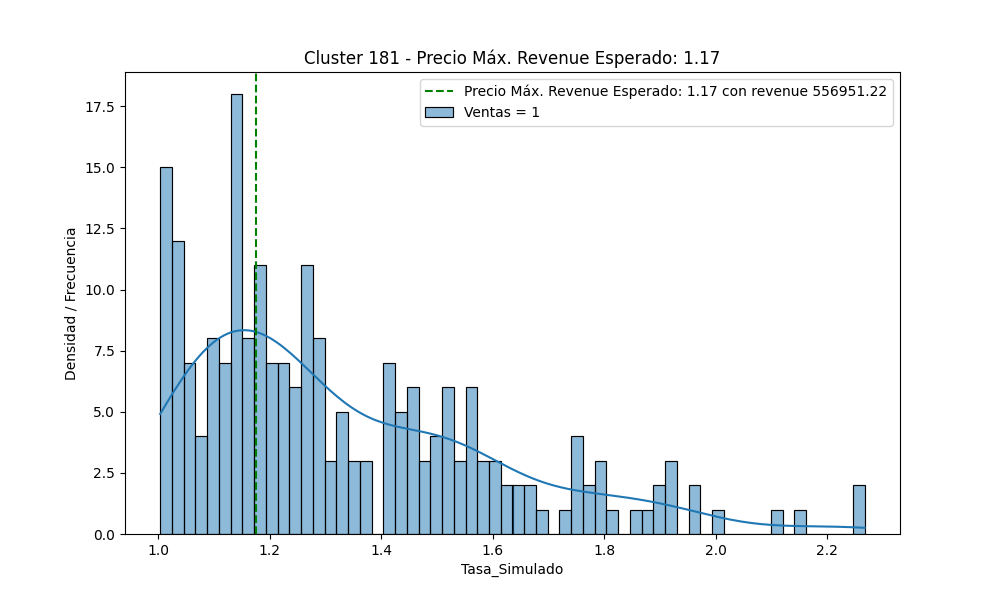 Cluster 181 - Precio Máx. Revenue Esperado: 1.17
Precio Máx. Revenue Esperado: 1.17 con revenue 556951.22
Ventas = 1
Densidad / Frecuencia
17.5
15.0
12.5
10.0
7.5
5.0
2.5
0.0
1.0 1.2 1.4 1.6 1.8 2.0 2.2
Tasa_Simulado